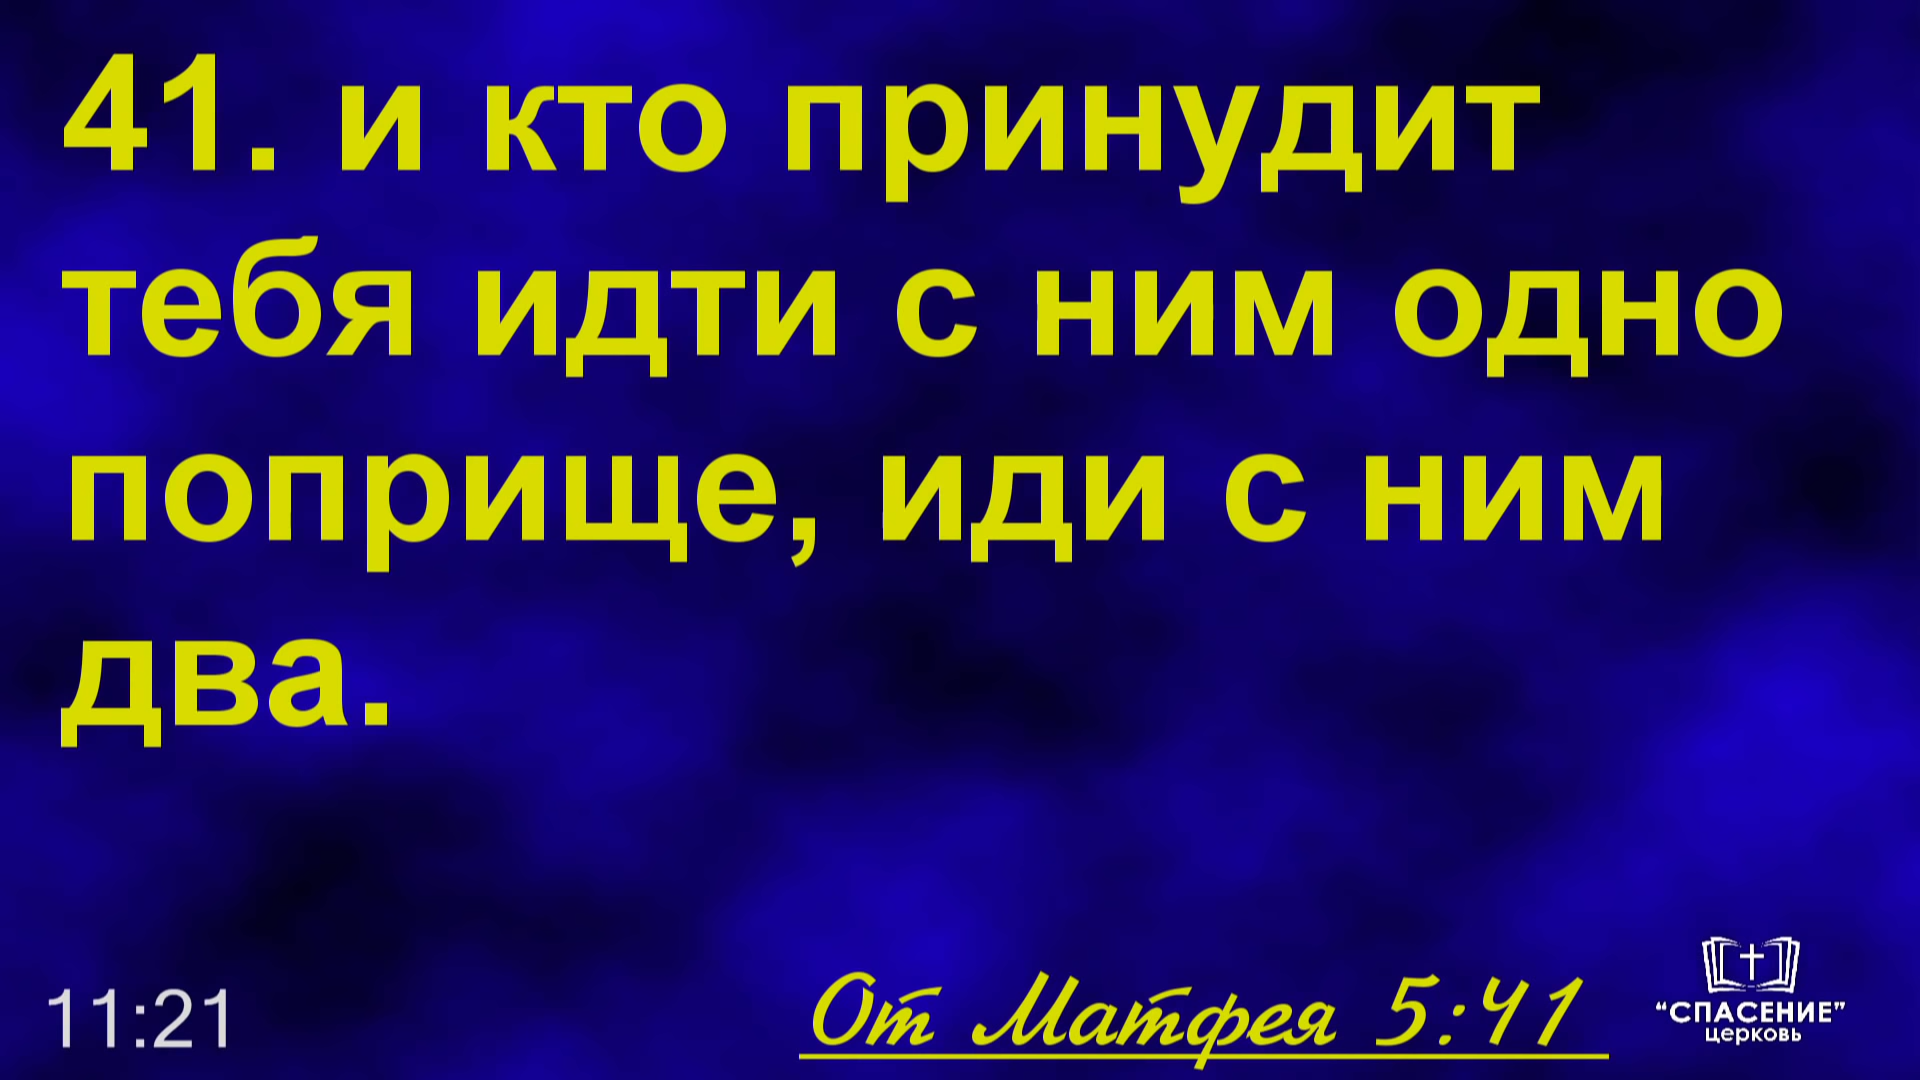 41. и кто принудит
тебя идти с ним одно
поприще, иди с ним
два.
11:21
От Матфея 5:41
“СПАСЕНИЕ”
церковь